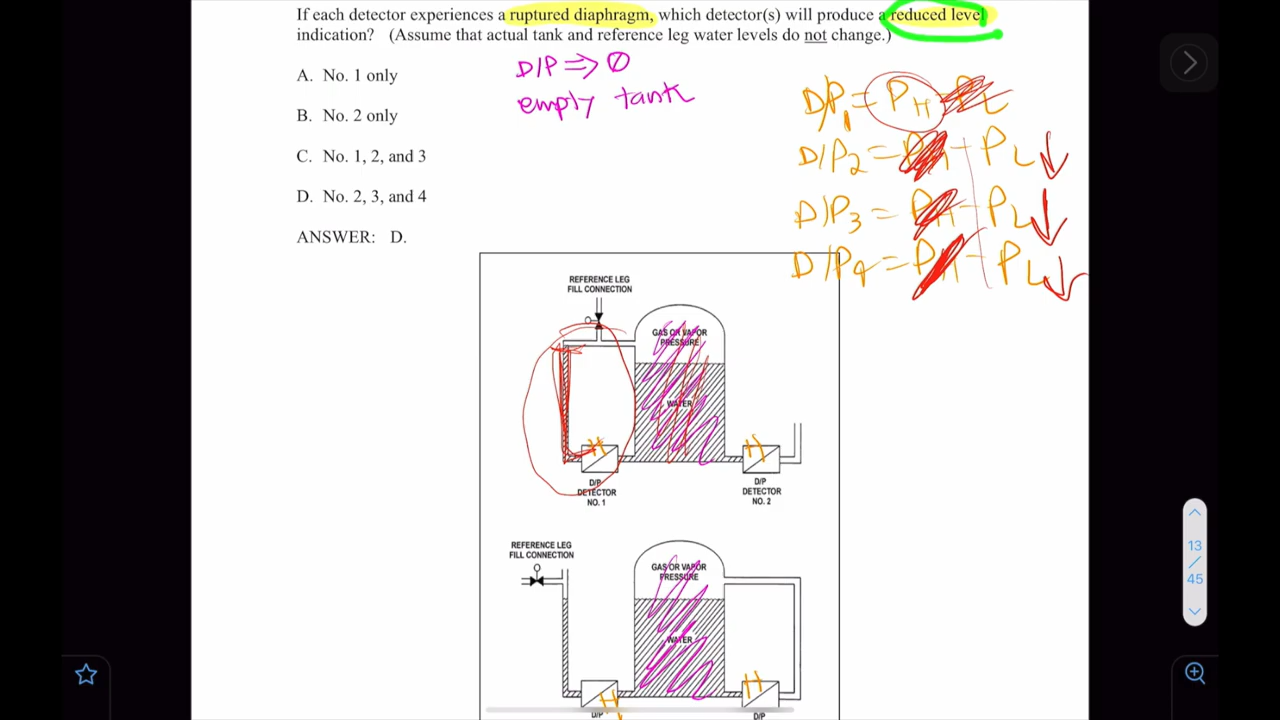 If each detector experiences a ruptured diaphragm, which detector(s) will produce a reduced level
indication? (Assume that actual tank and reference leg water levels do not change.)
D/P ⇒ 0
empty tank
A. No. 1 only
B. No. 2 only
C. No. 1, 2, and 3
D. No. 2, 3, and 4
ANSWER: D.
D/P1 = PH - PL
D/P2 = PH - PL ↓
D/P3 = PH - PL ↓
D/P4 = PH - PL ↓
REFERENCE LEG
FILL CONNECTION
GAS OR VAPOR
PRESSURE
WATER
H
H
D/P
DETECTOR
NO. 1
D/P
DETECTOR
NO. 2
REFERENCE LEG
FILL CONNECTION
GAS OR VAPOR
PRESSURE
WATER
H
H
D/P
D/P
13
/
45